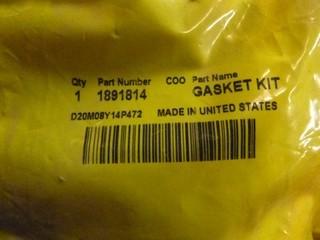 Qty Part Number COO Part Name
1 1891814 GASKET KIT
D20M08Y14P472 MADE IN UNITED STATES